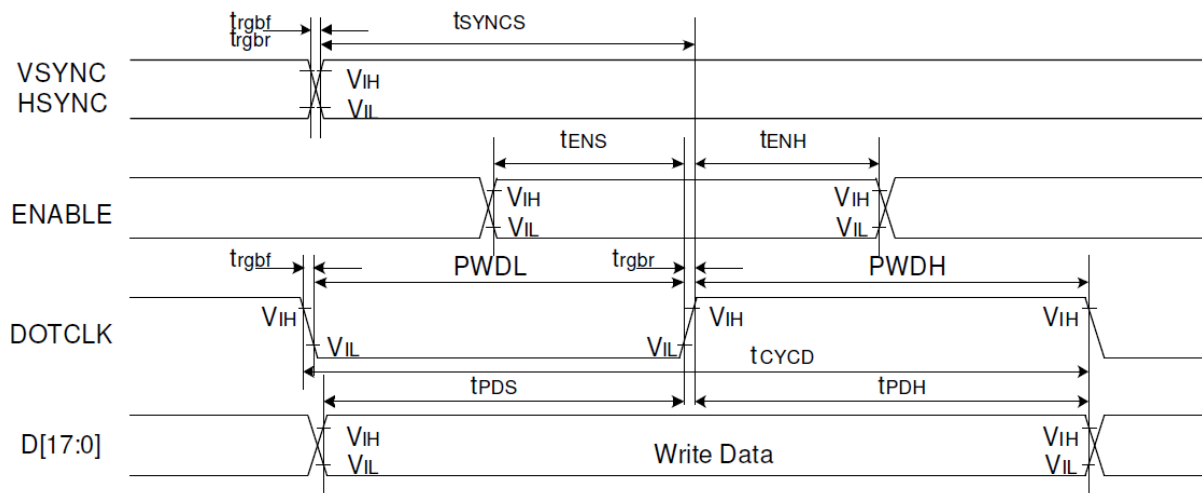 trgbf
trgbr
tSYNCS
VSYNC
HSYNC
VIH
VIL
tENS
tENH
ENABLE
VIH
VIL
VIH
VIL
trgbf
PWDL
trgbr
PWDH
DOTCLK
VIH
VIL
VIL
VIH
VIH
tCYCD
tPDS
tPDH
D[17:0]
VIH
VIL
Write Data
VIH
VIL